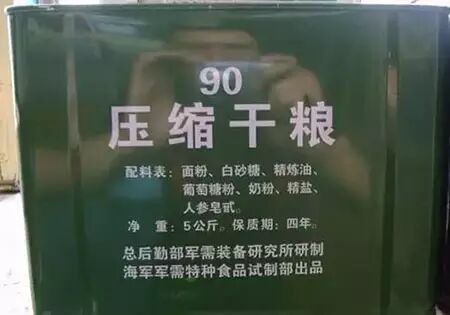 90
压缩干粮
配料表：面粉、白砂糖、精炼油、
葡萄糖粉、奶粉、精盐、
人参皂甙。
净 重：5公斤。保质期：四年。
总后勤部军需装备研究所研制
海军军需特种食品试制部出品